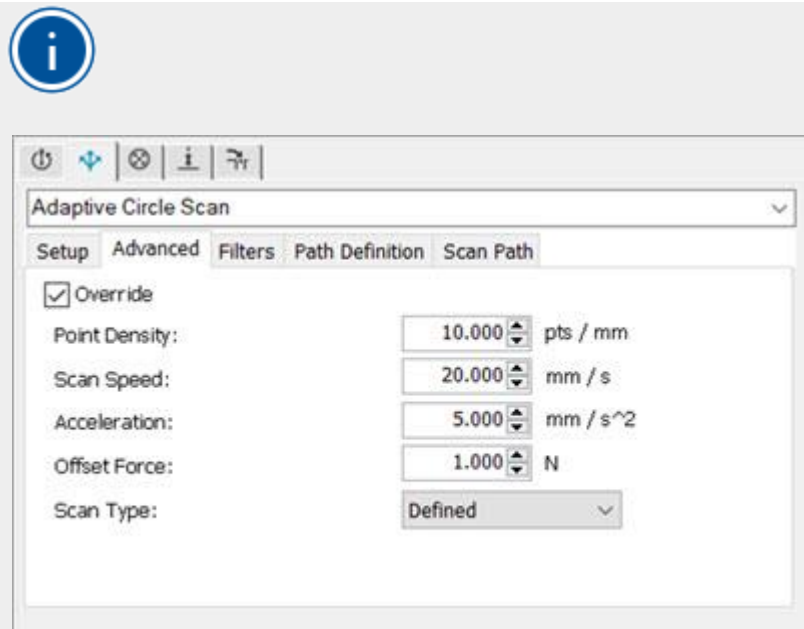 i
Adaptive Circle Scan
Setup Advanced Filters Path Definition Scan Path
Override
Point Density: 10.000 pts / mm
Scan Speed: 20.000 mm / s
Acceleration: 5.000 mm / s^2
Offset Force: 1.000 N
Scan Type: Defined